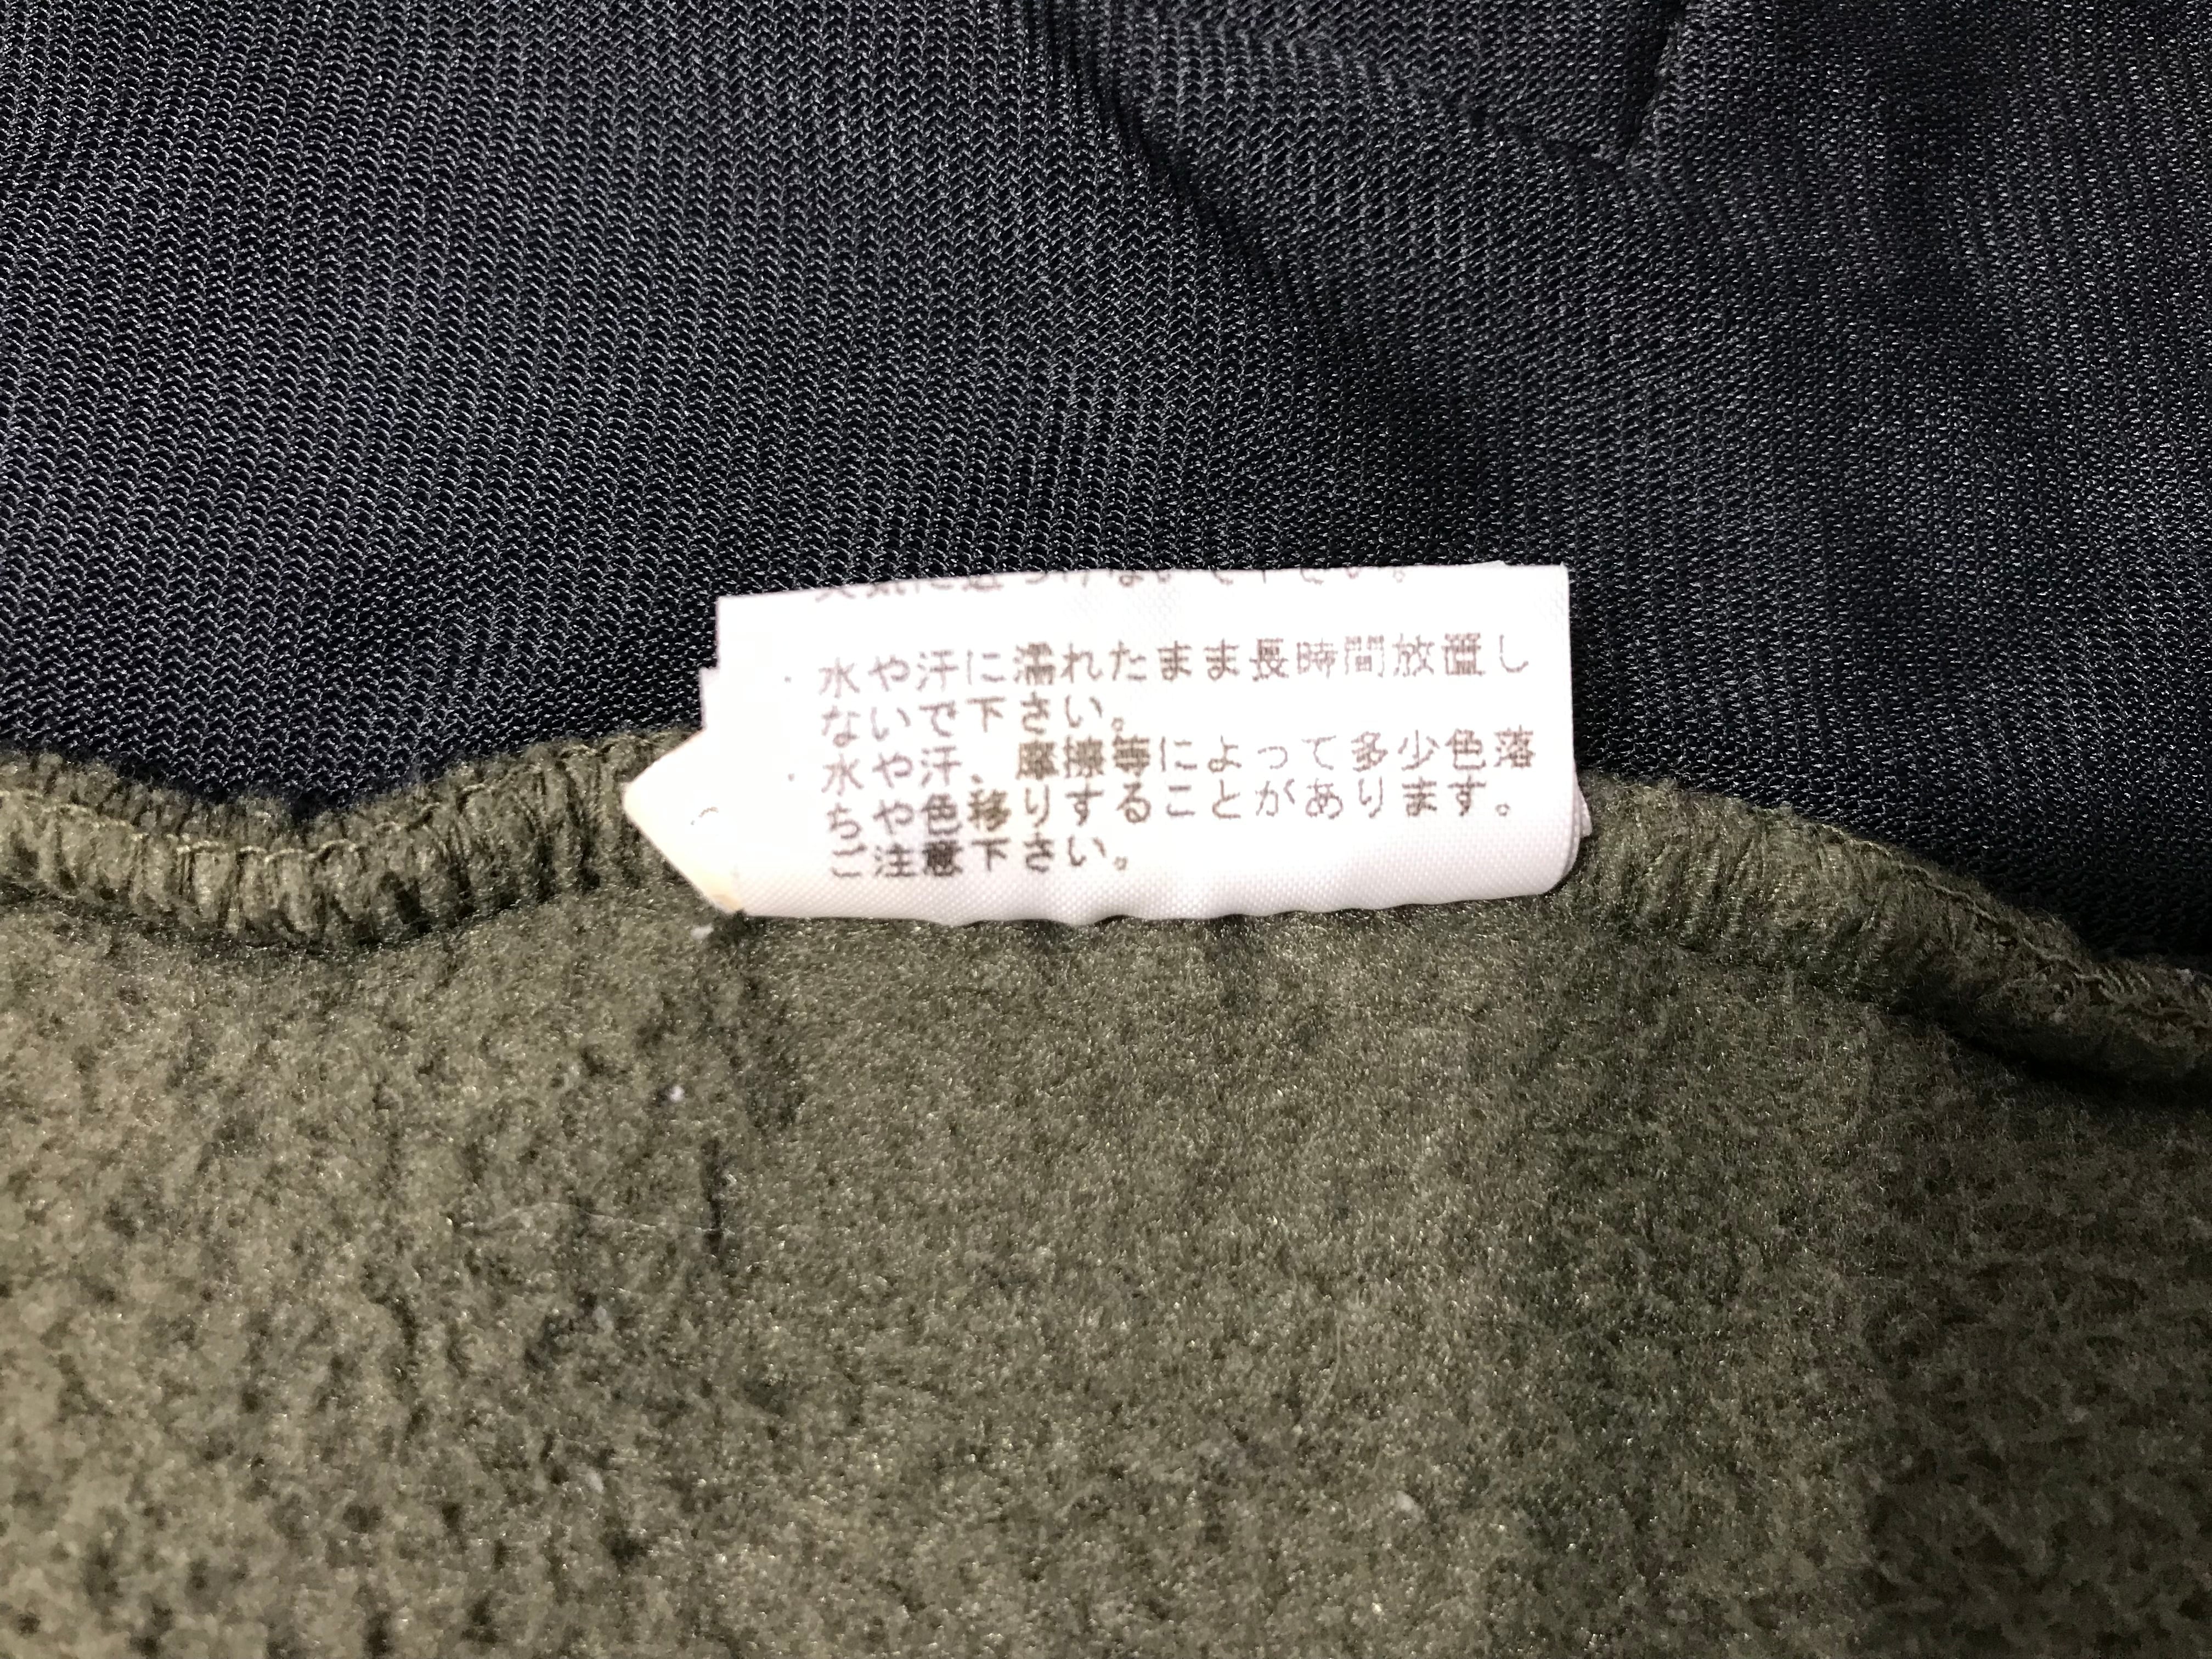 ・水や汗に濡れたまま長時間放置し
ないで下さい。
・水や汗、摩擦等によって多少色落
ちや色移りすることがあります。
ご注意下さい。